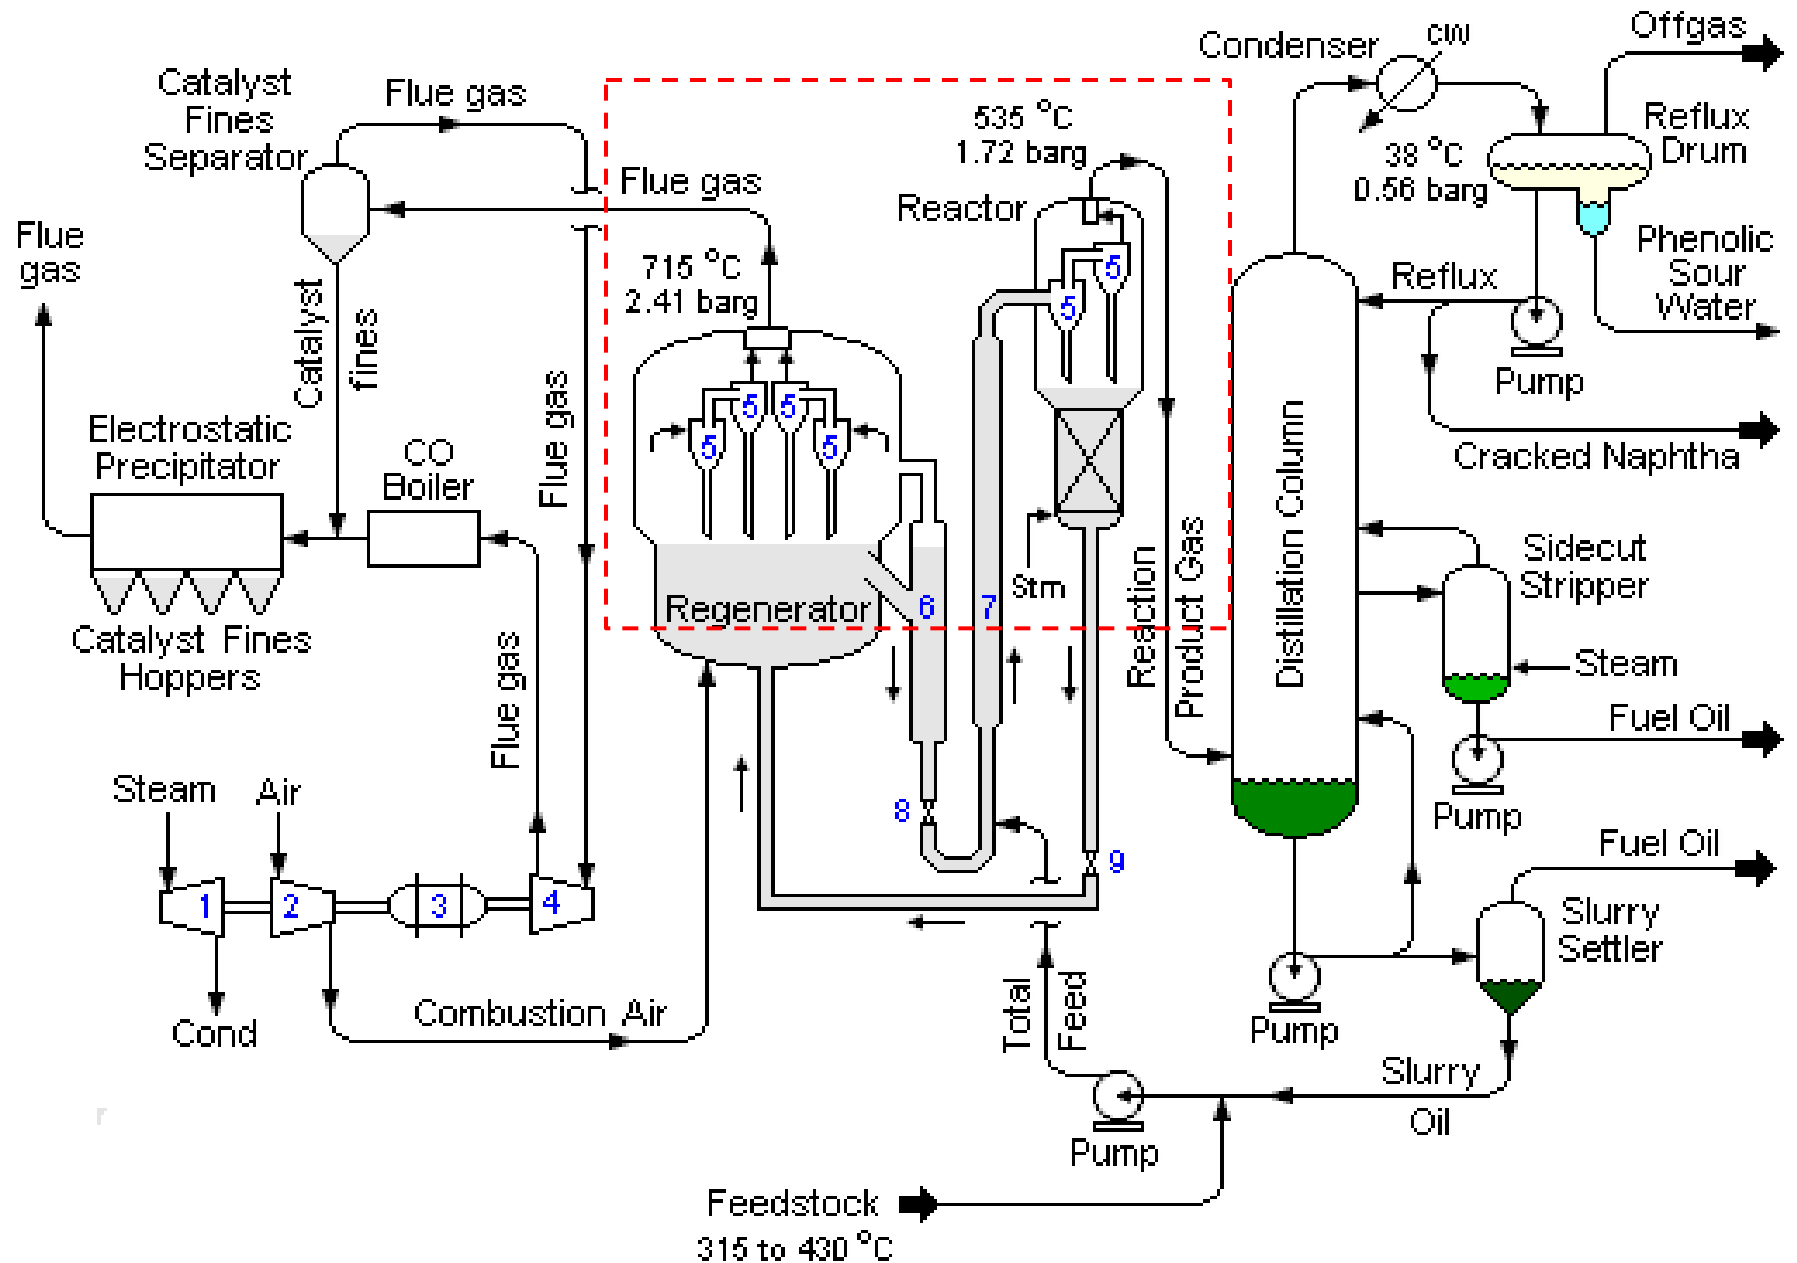 Offgas
Condenser
CW
Catalyst
Fines
Separator
Flue gas
535 °C
1.72 barg
Reflux
Drum
38 °C
0.56 barg
Flue gas
Reactor
Flue
gas
715 °C
2.41 barg
Phenolic
Sour
Water
Reflux
5
5
Catalyst
fines
Pump
Flue gas
5
5
5
5
Electrostatic
Precipitator
CO
Boiler
Cracked Naphtha
Distillation Column
Sidecut
Stripper
Stm
Regenerator
6
7
Reaction
Product Gas
Catalyst Fines
Hoppers
Flue gas
Steam
Fuel Oil
Steam
Air
8
Pump
9
Fuel Oil
1
2
3
4
Slurry
Settler
Combustion Air
Cond
Total
Feed
Pump
Slurry
Oil
Pump
Feedstock
315 to 430 °C
r